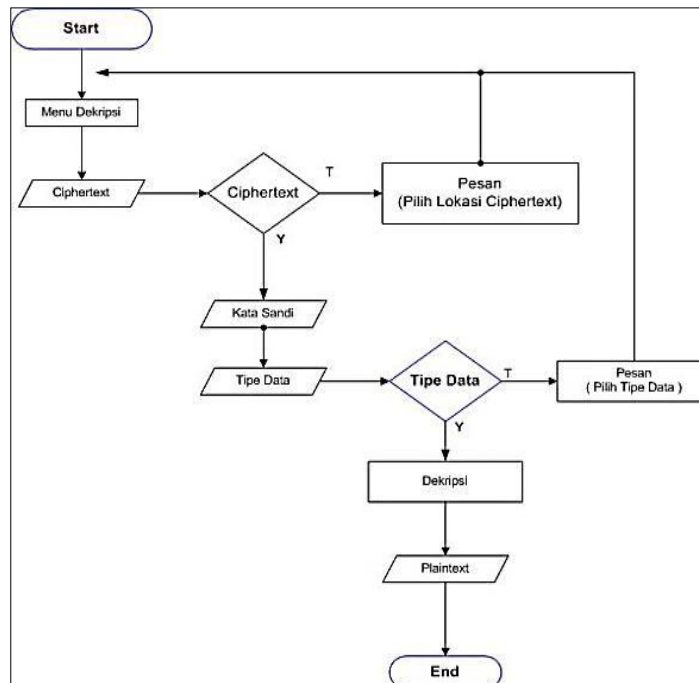 Start
Menu Dekripsi
Ciphertext
Ciphertext
T
Pesan
(Pilih Lokasi Ciphertext)
Y
Kata Sandi
Tipe Data
Tipe Data
T
Pesan
( Pilih Tipe Data )
Y
Dekripsi
Plaintext
End